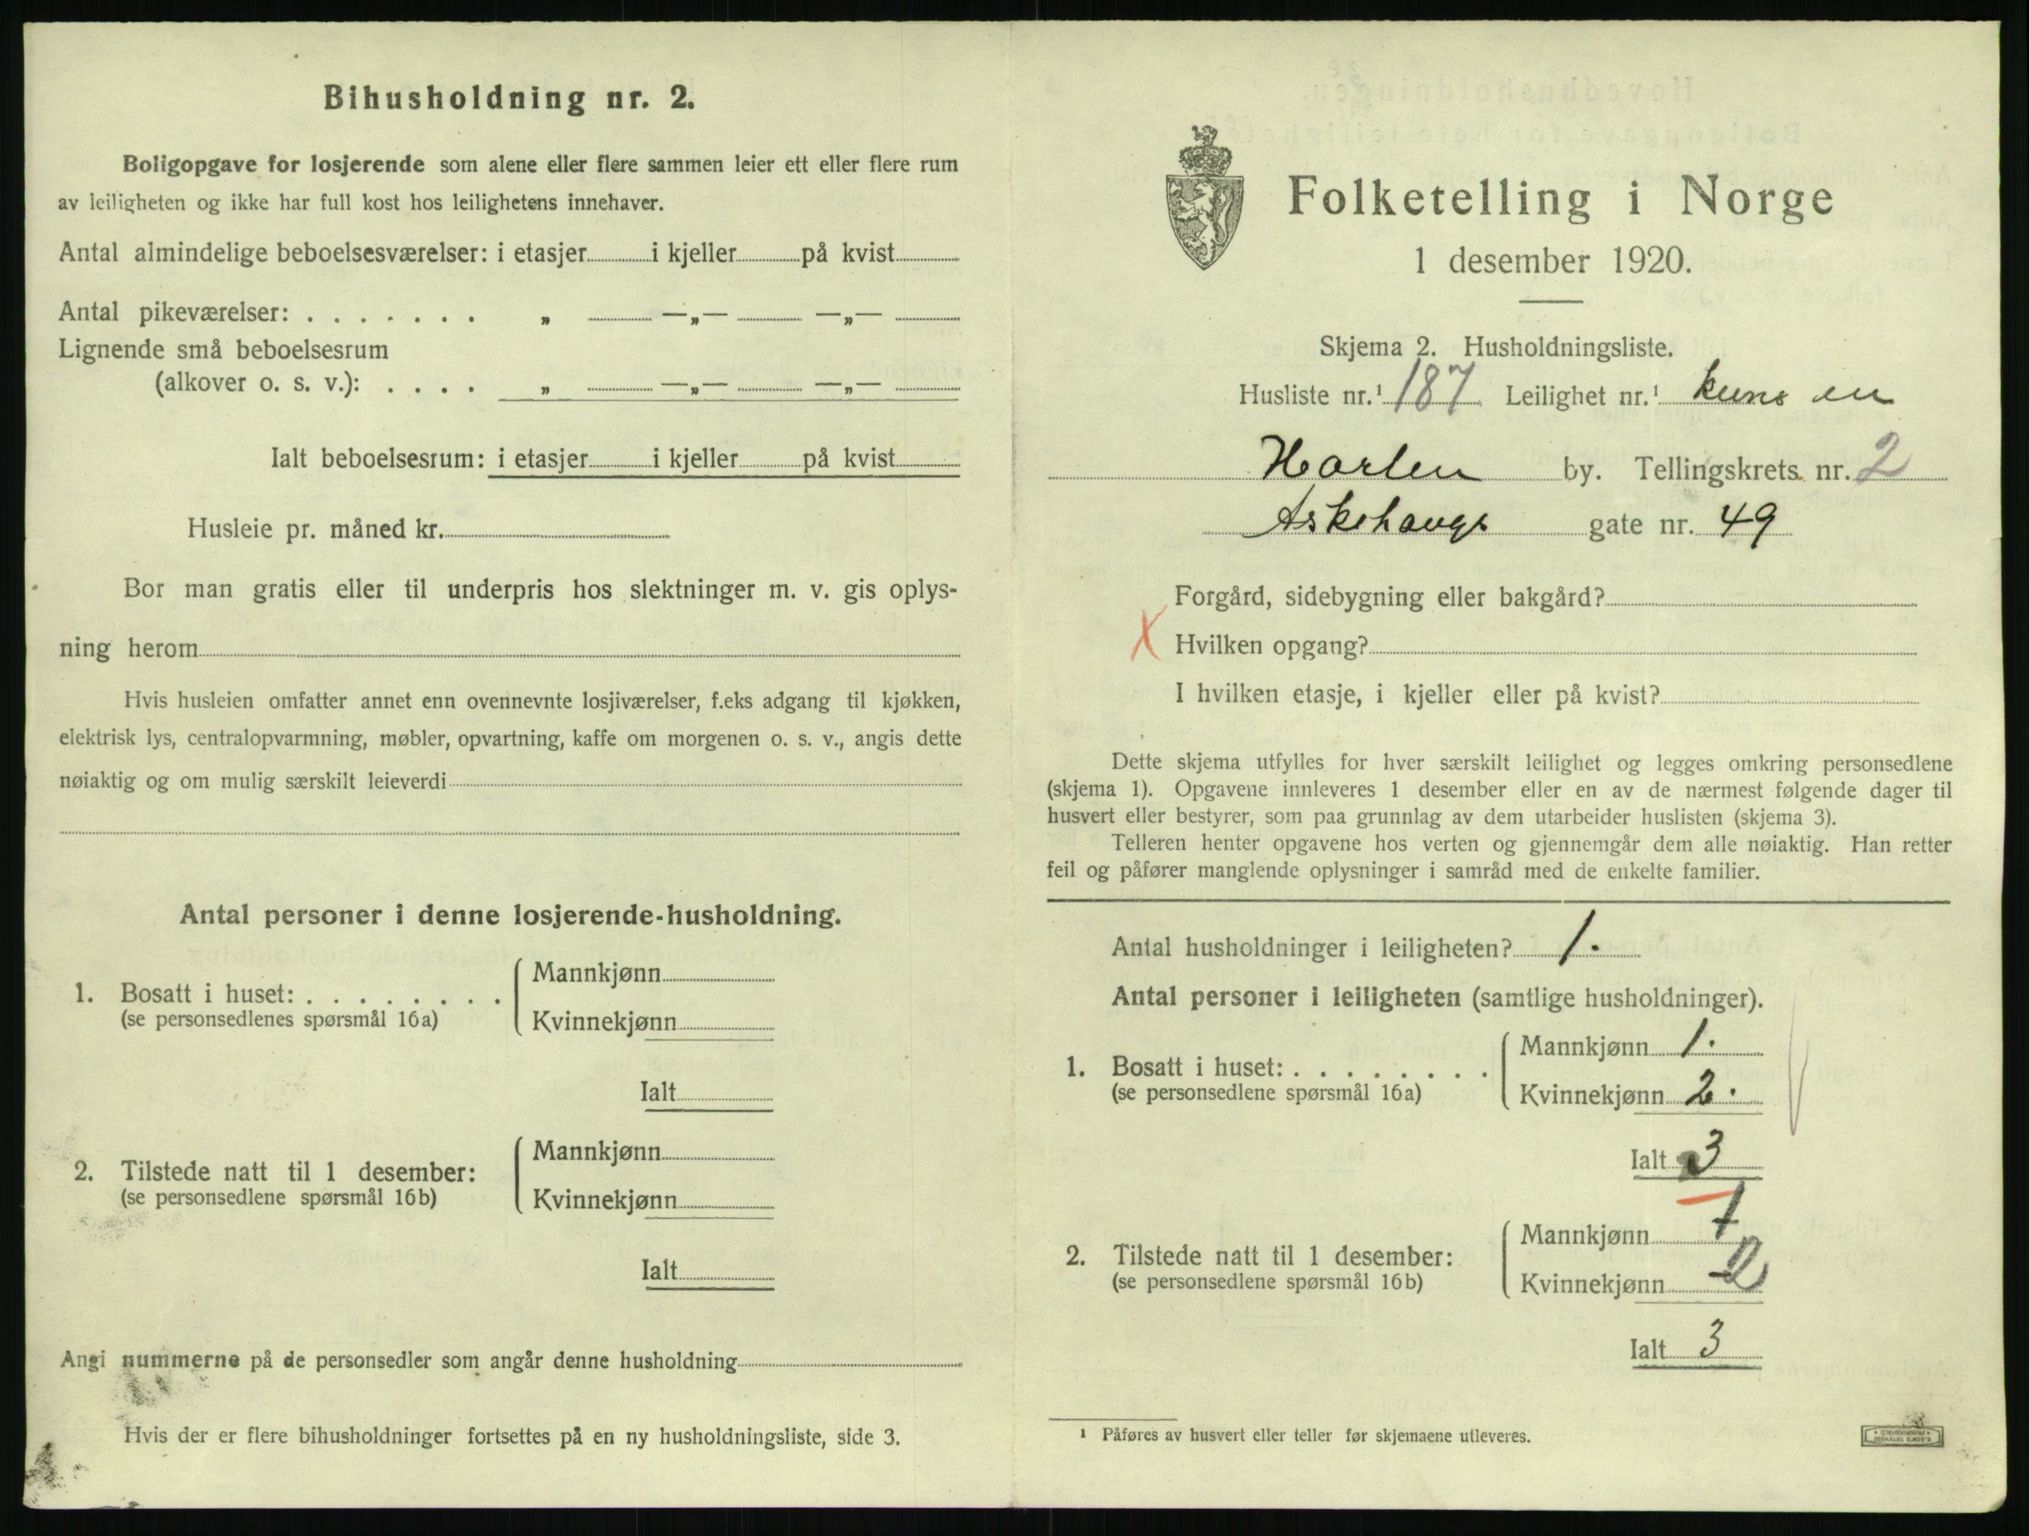 Bihusholdning nr. 2.
Boligopgave for losjerende som alene eller flere sammen leier ett eller flere rum
av leiligheten og ikke har full kost hos leilighetens innehaver.
Antal almindelige beboelsesværelser: i etasjer i kjeller på kvist
Antal pikeværelser: . . . . . . . „ —„— —„—
Lignende små beboelsesrum
(alkover o. s. v.): . . . . „ —„— —„—
Ialt beboelsesrum: i etasjer i kjeller på kvist
Husleie pr. måned kr.
Bor man gratis eller til underpris hos slektninger m. v. gis oplys-
ning herom
Hvis husleien omfatter annet enn ovennevnte losjiværelser, f.eks adgang til kjøkken,
elektrisk lys, centralopvarmning, møbler, opvartning, kaffe om morgenen o. s. v., angis dette
nøiaktig og om mulig særskilt leieverdi
Antal personer i denne losjerende-husholdning.
1. Bosatt i huset: . . . . . . . . Mannkjønn
(se personsedlenes spørsmål 16a) Kvinnekjønn
Ialt
2. Tilstede natt til 1 desember: Mannkjønn
(se personsedlene spørsmål 16b) Kvinnekjønn
Ialt
Angi nummerne på de personsedler som angår denne husholdning
Hvis der er flere bihusholdninger fortsettes på en ny husholdningsliste, side 3.
Folketelling i Norge
1 desember 1920.
Skjema 2. Husholdningsliste.
Husliste nr.¹ 187 Leilighet nr.¹ kuns en
Horten by. Tellingskrets nr. 2
Askehaugs gate nr. 49
Forgård, sidebygning eller bakgård?
X Hvilken opgang?
I hvilken etasje, i kjeller eller på kvist?
Dette skjema utfylles for hver særskilt leilighet og legges omkring personsedlene
(skjema 1). Opgavene innleveres 1 desember eller en av de nærmest følgende dager til
husvert eller bestyrer, som paa grunnlag av dem utarbeider huslisten (skjema 3).
Telleren henter opgavene hos verten og gjennemgår dem alle nøiaktig. Han retter
feil og påfører manglende oplysninger i samråd med de enkelte familier.
Antal husholdninger i leiligheten? 1.
Antal personer i leiligheten (samtlige husholdninger).
1. Bosatt i huset: . . . . . . . . Mannkjønn 1.
(se personsedlene spørsmål 16a) Kvinnekjønn 2.
Ialt 3
2. Tilstede natt til 1 desember: Mannkjønn 1
(se personsedlene spørsmål 16b) Kvinnekjønn 2
Ialt 3
¹ Påføres av husvert eller teller før skjemaene utleveres.